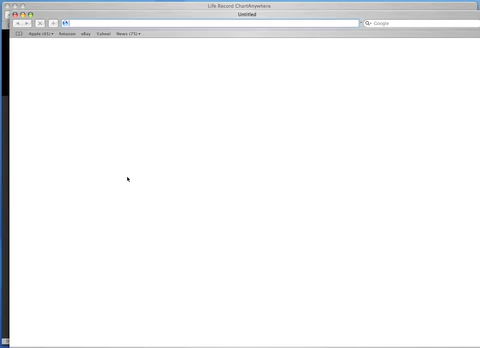 Life Record ChartAnywhere
Untitled
Google
Apple (45) Amazon eBay Yahoo! News (75)